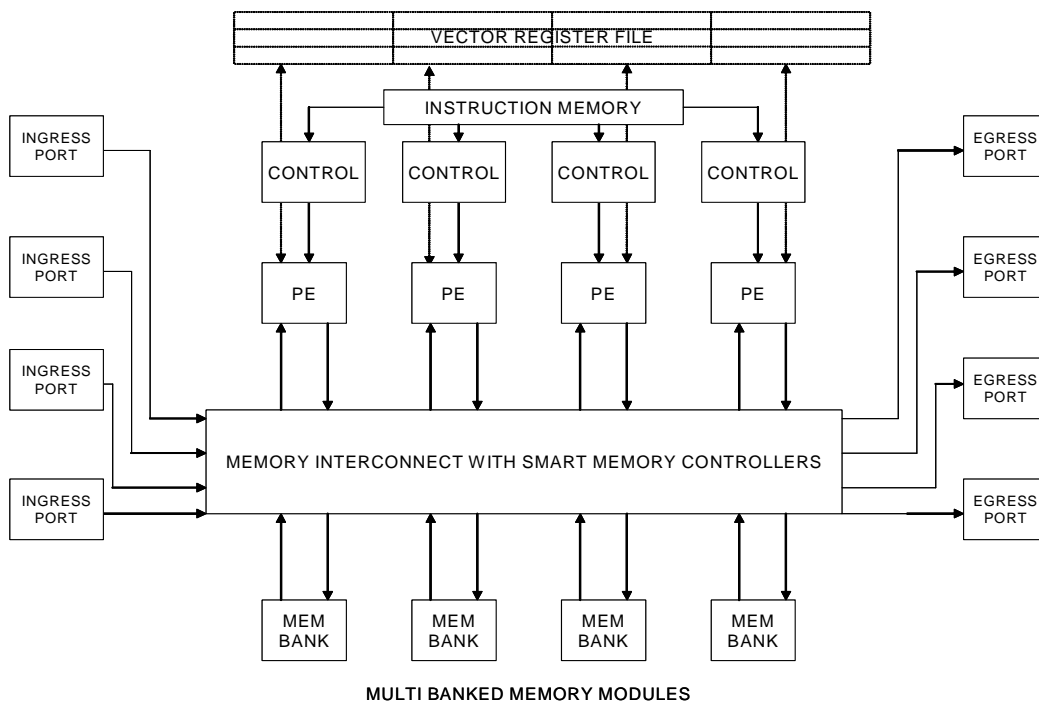 VECTOR REGISTER FILE
INSTRUCTION MEMORY
INGRESS
PORT
EGRESS
PORT
CONTROL
CONTROL
CONTROL
CONTROL
INGRESS
PORT
EGRESS
PORT
PE
PE
PE
PE
INGRESS
PORT
EGRESS
PORT
MEMORY INTERCONNECT WITH SMART MEMORY CONTROLLERS
INGRESS
PORT
EGRESS
PORT
MEM
BANK
MEM
BANK
MEM
BANK
MEM
BANK
MULTI BANKED MEMORY MODULES